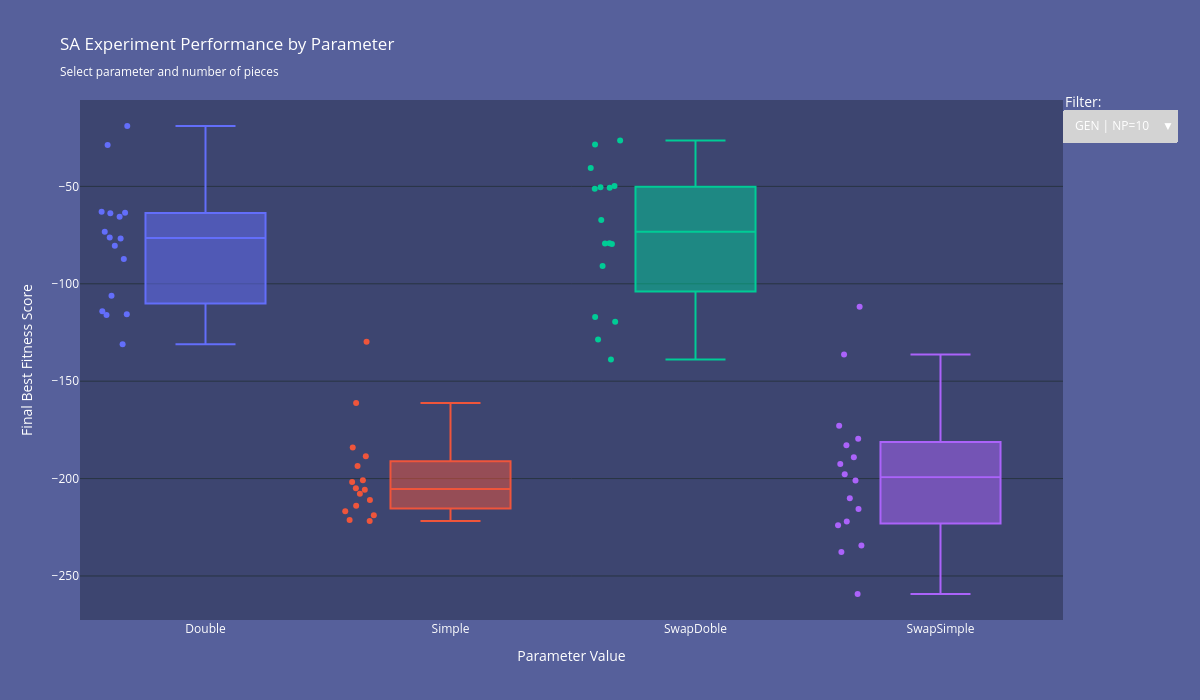 SA Experiment Performance by Parameter
Select parameter and number of pieces
Filter:
GEN | NP=10 ▼
−50
−100
−150
−200
−250
Final Best Fitness Score
Double
Simple
SwapDoble
SwapSimple
Parameter Value